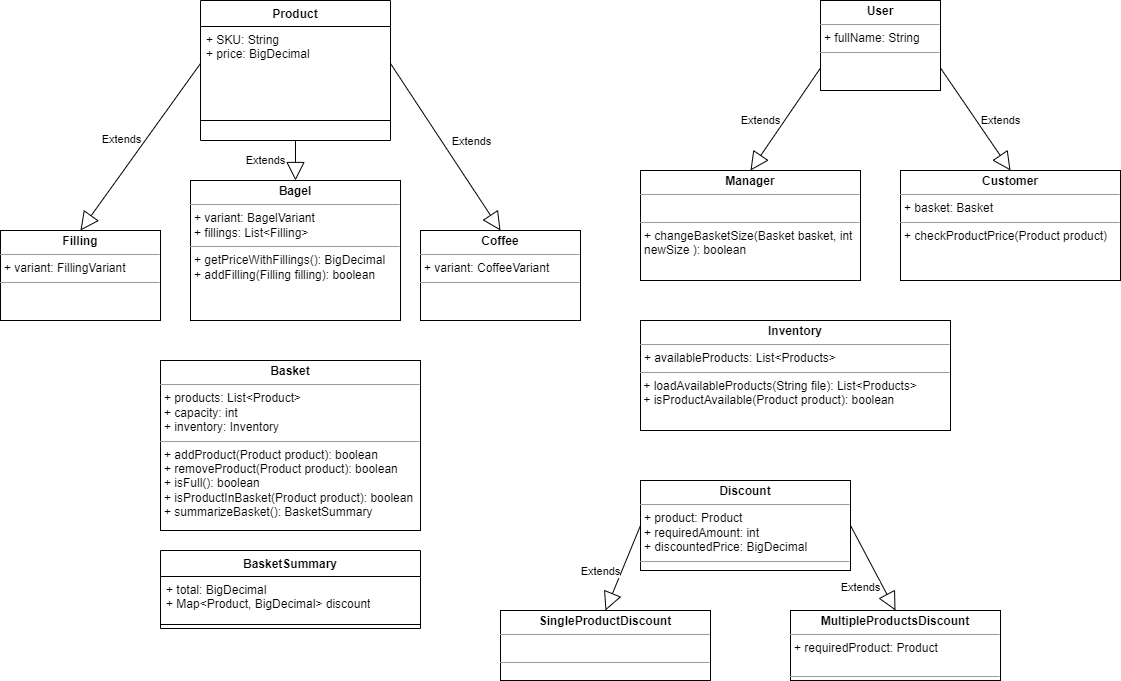 Product
+ SKU: String
+ price: BigDecimal
User
+ fullName: String
Extends
Extends
Extends
Extends
Extends
Filling
+ variant: FillingVariant
Bagel
+ variant: BagelVariant
+ fillings: List<Filling>
+ getPriceWithFillings(): BigDecimal
+ addFilling(Filling filling): boolean
Coffee
+ variant: CoffeeVariant
Manager
+ changeBasketSize(Basket basket, int
newSize ): boolean
Customer
+ basket: Basket
+ checkProductPrice(Product product)
Inventory
+ availableProducts: List<Products>
+ loadAvailableProducts(String file): List<Products>
+ isProductAvailable(Product product): boolean
Basket
+ products: List<Product>
+ capacity: int
+ inventory: Inventory
+ addProduct(Product product): boolean
+ removeProduct(Product product): boolean
+ isFull(): boolean
+ isProductInBasket(Product product): boolean
+ summarizeBasket(): BasketSummary
BasketSummary
+ total: BigDecimal
+ Map<Product, BigDecimal> discount
Discount
+ product: Product
+ requiredAmount: int
+ discountedPrice: BigDecimal
Extends
Extends
SingleProductDiscount
MultipleProductsDiscount
+ requiredProduct: Product